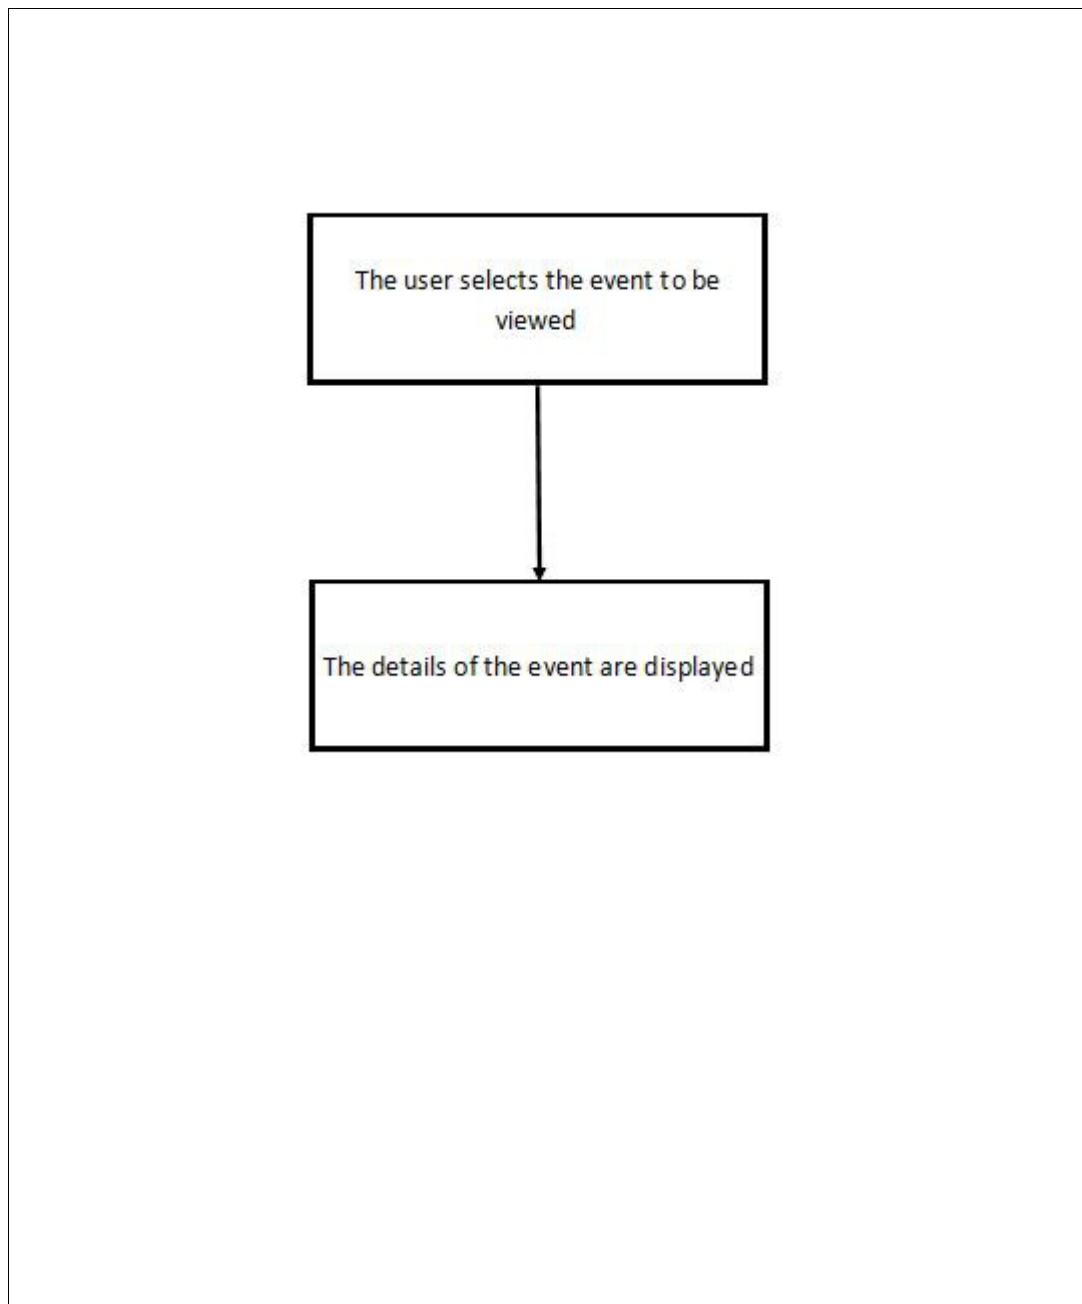 The user selects the event to be
viewed
The details of the event are displayed